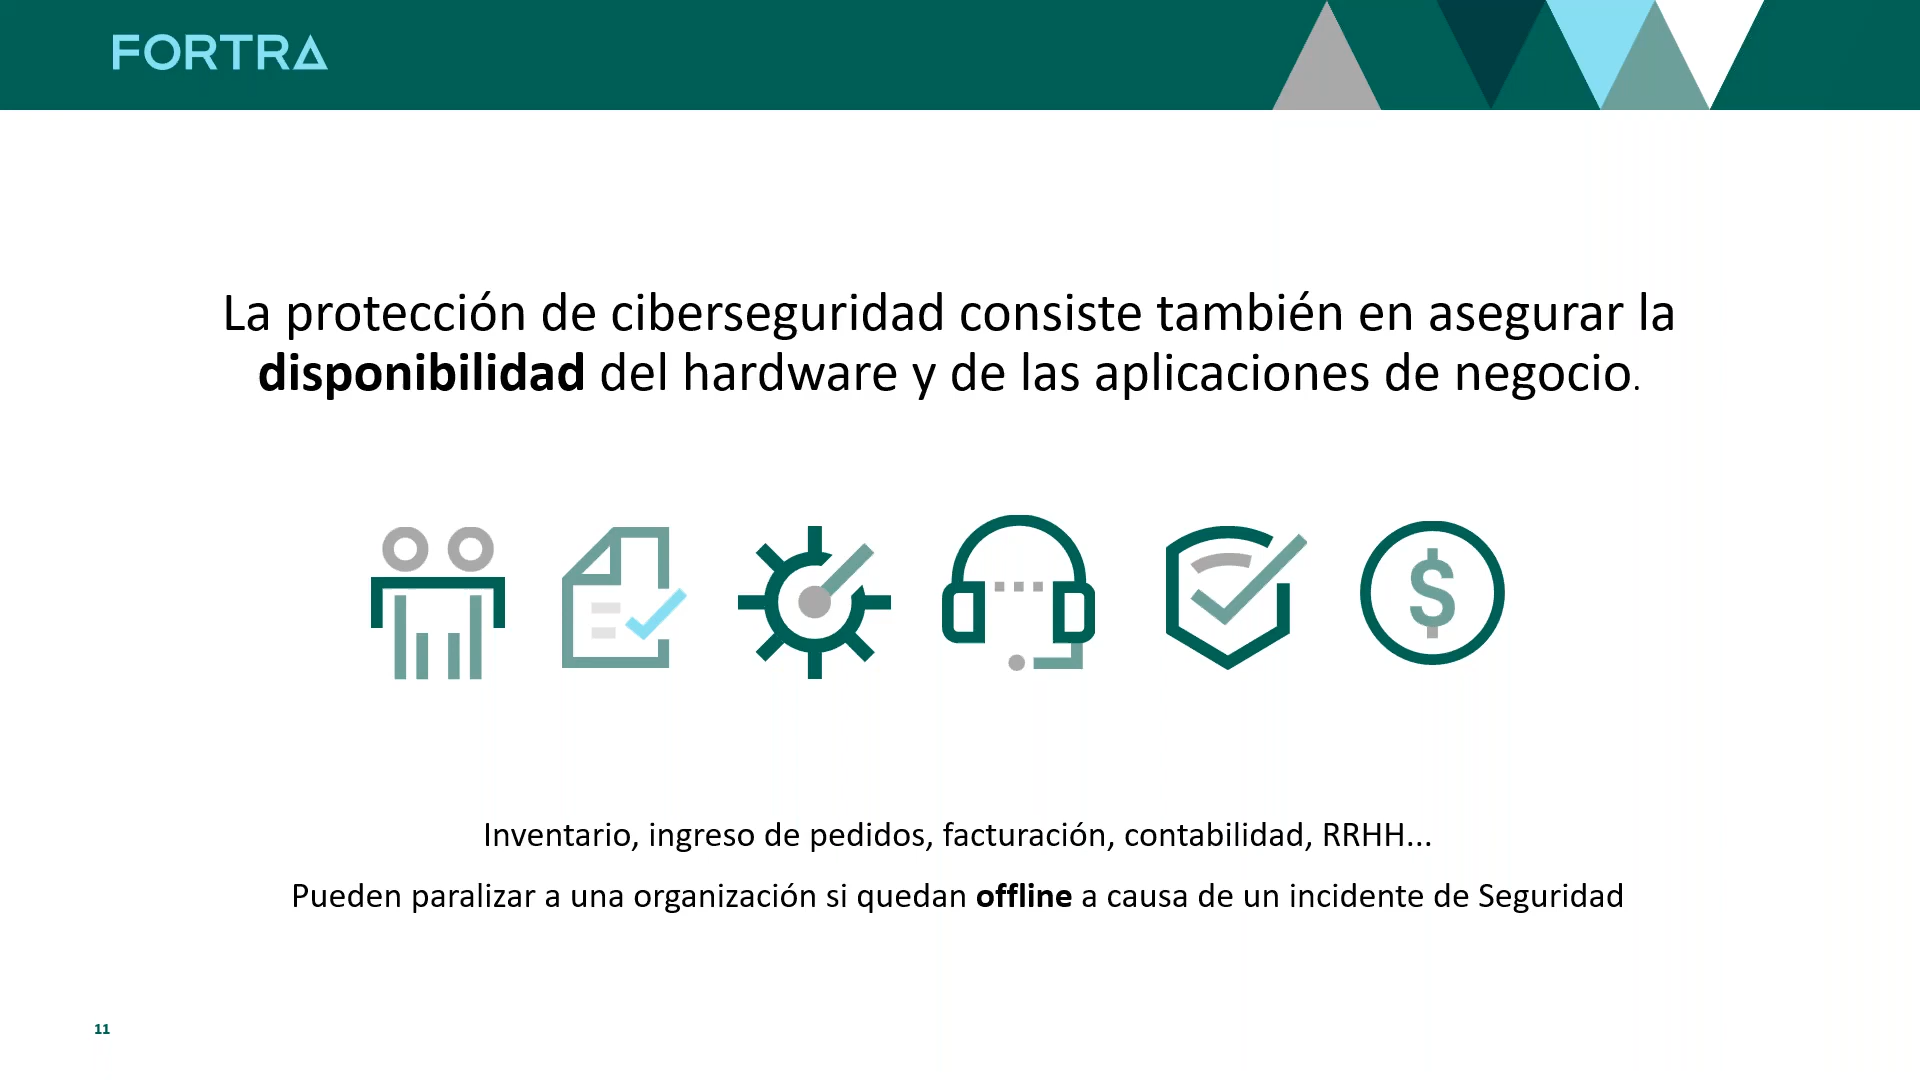 FORTRA
La protección de ciberseguridad consiste también en asegurar la
disponibilidad del hardware y de las aplicaciones de negocio.
$
Inventario, ingreso de pedidos, facturación, contabilidad, RRHH...
Pueden paralizar a una organización si quedan offline a causa de un incidente de Seguridad
11